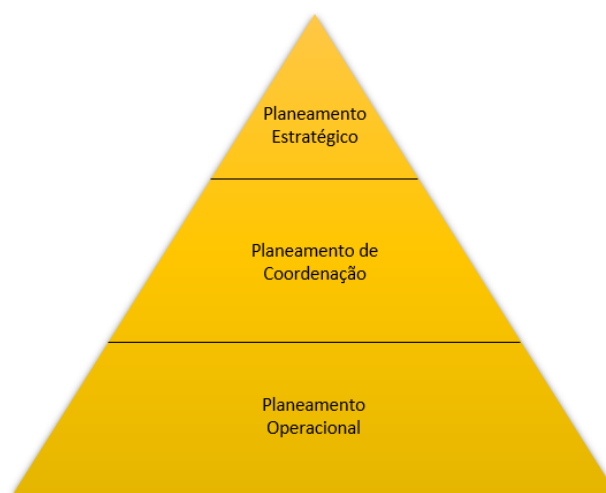 Planeamento
Estratégico
Planeamento de
Coordenação
Planeamento
Operacional